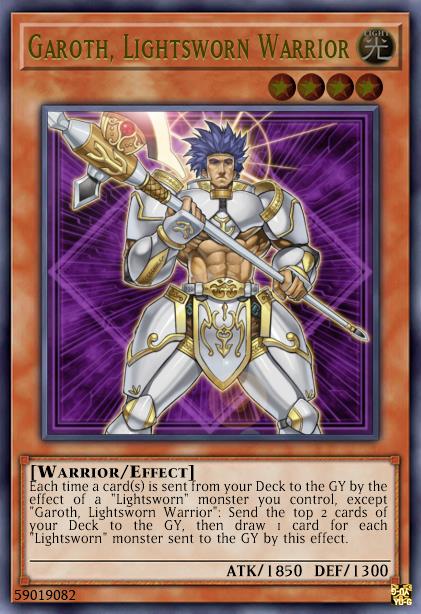 Garoth, Lightsworn Warrior
LIGHT
光
[Warrior/Effect]
Each time a card(s) is sent from your Deck to the GY by the
effect of a "Lightsworn" monster you control, except
"Garoth, Lightsworn Warrior": Send the top 2 cards of
your Deck to the GY, then draw 1 card for each
"Lightsworn" monster sent to the GY by this effect.
ATK/1850 DEF/1300
59019082